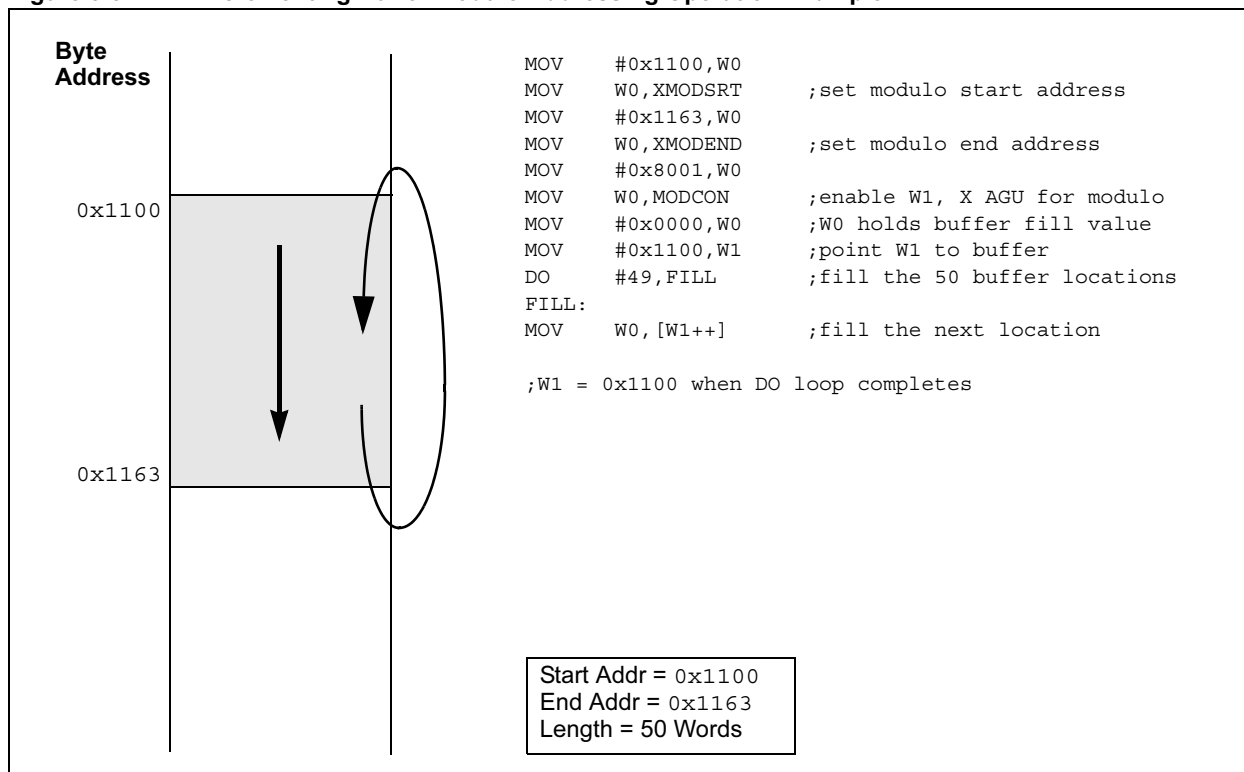 Byte
Address
0x1100
0x1163
MOV #0x1100,W0
MOV W0,XMODSRT ;set modulo start address
MOV #0x1163,W0
MOV W0,XMODEND ;set modulo end address
MOV #0x8001,W0
MOV W0,MODCON ;enable W1, X AGU for modulo
MOV #0x0000,W0 ;W0 holds buffer fill value
MOV #0x1100,W1 ;point W1 to buffer
DO #49,FILL ;fill the 50 buffer locations
FILL:
MOV W0,[W1++] ;fill the next location
;W1 = 0x1100 when DO loop completes
Start Addr = 0x1100
End Addr = 0x1163
Length = 50 Words